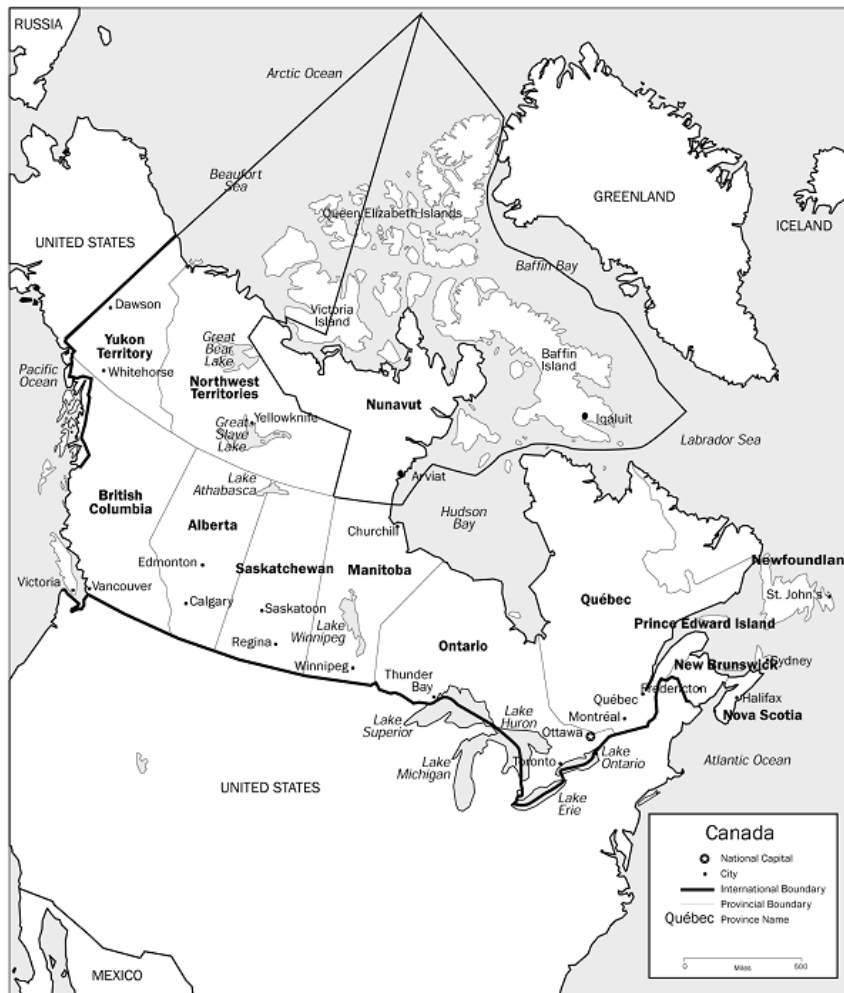 RUSSIA
Arctic Ocean
Beaufort
Sea
Queen Elizabeth Islands
GREENLAND
ICELAND
UNITED STATES
Baffin Bay
Dawson
Victoria
Island
Yukon
Territory
Great
Bear
Lake
Baffin
Island
Pacific
Ocean
Whitehorse
Northwest
Territories
Nunavut
Yellowknife
Great
Slave
Lake
Iqaluit
Labrador Sea
Arviat
Lake
Athabasca
British
Columbia
Hudson
Bay
Alberta
Churchill
Edmonton
Saskatchewan
Manitoba
Newfoundlan
Victoria
Vancouver
Calgary
Saskatoon
Québec
St. John's
Lake
Winnipeg
Prince Edward Island
Regina
Ontario
Winnipeg
New Brunswick
Sydney
Thunder
Bay
Québec
Fredericton
Halifax
Lake
Superior
Lake
Huron
Montréal
Nova Scotia
Ottawa
Lake
Michigan
Toronto
Lake
Ontario
Atlantic Ocean
UNITED STATES
Lake
Erie
Canada
National Capital
City
International Boundary
Provincial Boundary
Québec Province Name
0 500
Miles
MEXICO